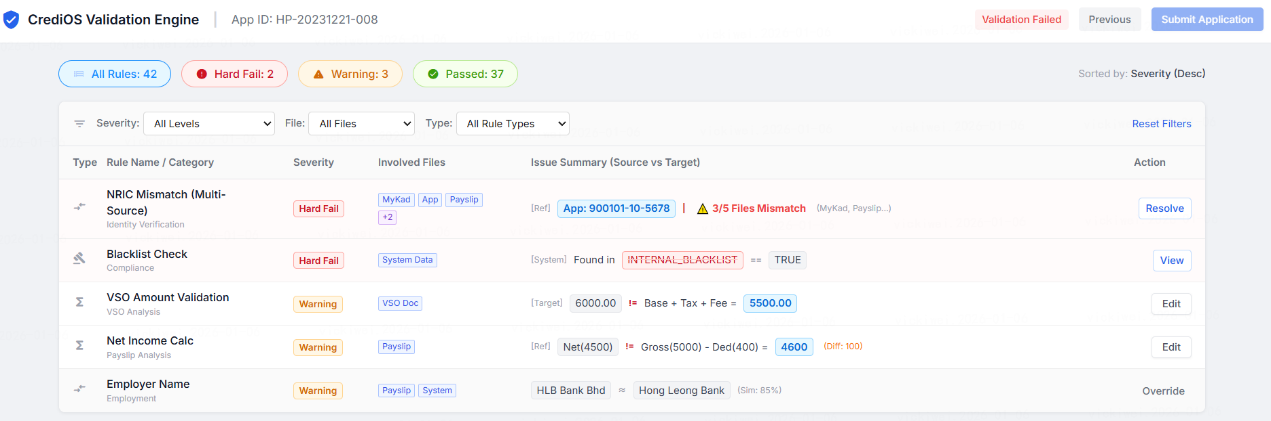 CrediOS Validation Engine | App ID: HP-20231221-008 Validation Failed Previous Submit Application
All Rules: 42 Hard Fail: 2 Warning: 3 Passed: 37 Sorted by: Severity (Desc)
Severity: All Levels File: All Files Type: All Rule Types Reset Filters
Type Rule Name / Category Severity Involved Files Issue Summary (Source vs Target) Action
NRIC Mismatch (Multi-
Source)
Identity Verification
Hard Fail
MyKad App Payslip
+2
[Ref] App: 900101-10-5678 | 3/5 Files Mismatch (MyKad, Payslip...)
Resolve
Blacklist Check
Compliance
Hard Fail
System Data
[System] Found in INTERNAL_BLACKLIST == TRUE
View
Σ
VSO Amount Validation
VSO Analysis
Warning
VSO Doc
[Target] 6000.00 != Base + Tax + Fee = 5500.00
Edit
Σ
Net Income Calc
Payslip Analysis
Warning
Payslip
[Ref] Net(4500) != Gross(5000) - Ded(400) = 4600 (Diff: 100)
Edit
Employer Name
Employment
Warning
Payslip System
HLB Bank Bhd ≈ Hong Leong Bank (Sim: 85%)
Override